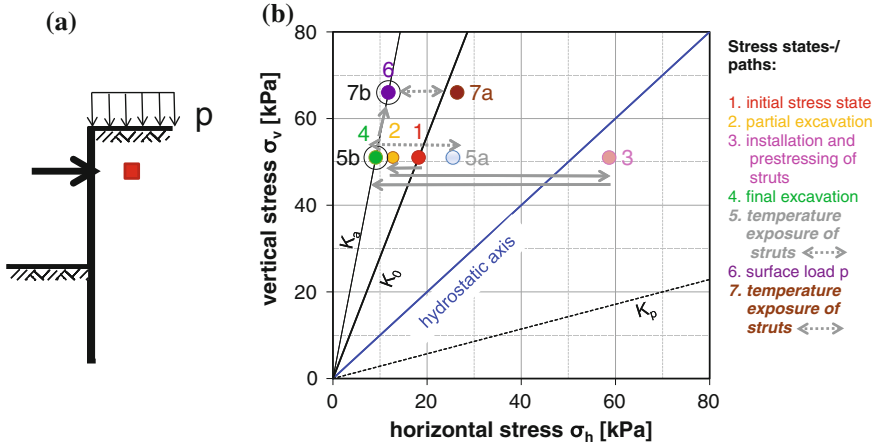 (a)
p
(b)
vertical stress σv [kPa]
80
60
40
20
0
0
20
40
60
80
horizontal stress σh [kPa]
6
7b
7a
4
2
1
5b
5a
3
Ka
K0
hydrostatic axis
Kp
Stress states-/
paths:
1. initial stress state
2. partial excavation
3. installation and
prestressing of
struts
4. final excavation
5. temperature
exposure of
struts
6. surface load p
7. temperature
exposure of
struts